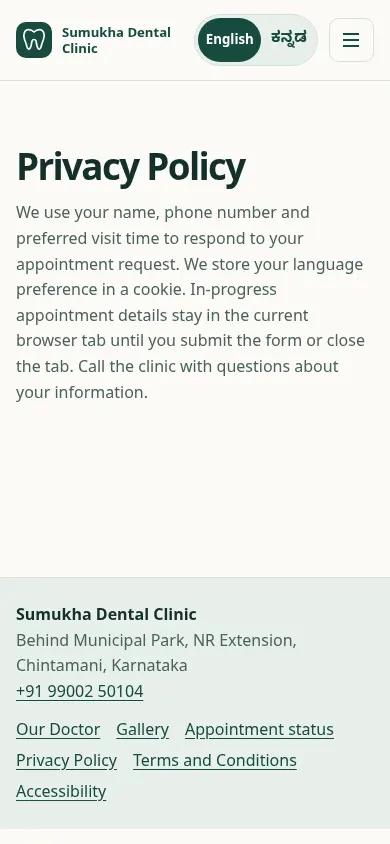 Sumukha Dental
Clinic
English
ಕನ್ನಡ
Privacy Policy
We use your name, phone number and
preferred visit time to respond to your
appointment request. We store your language
preference in a cookie. In-progress
appointment details stay in the current
browser tab until you submit the form or close
the tab. Call the clinic with questions about
your information.
Sumukha Dental Clinic
Behind Municipal Park, NR Extension,
Chintamani, Karnataka
+91 99002 50104
Our Doctor Gallery Appointment status
Privacy Policy Terms and Conditions
Accessibility